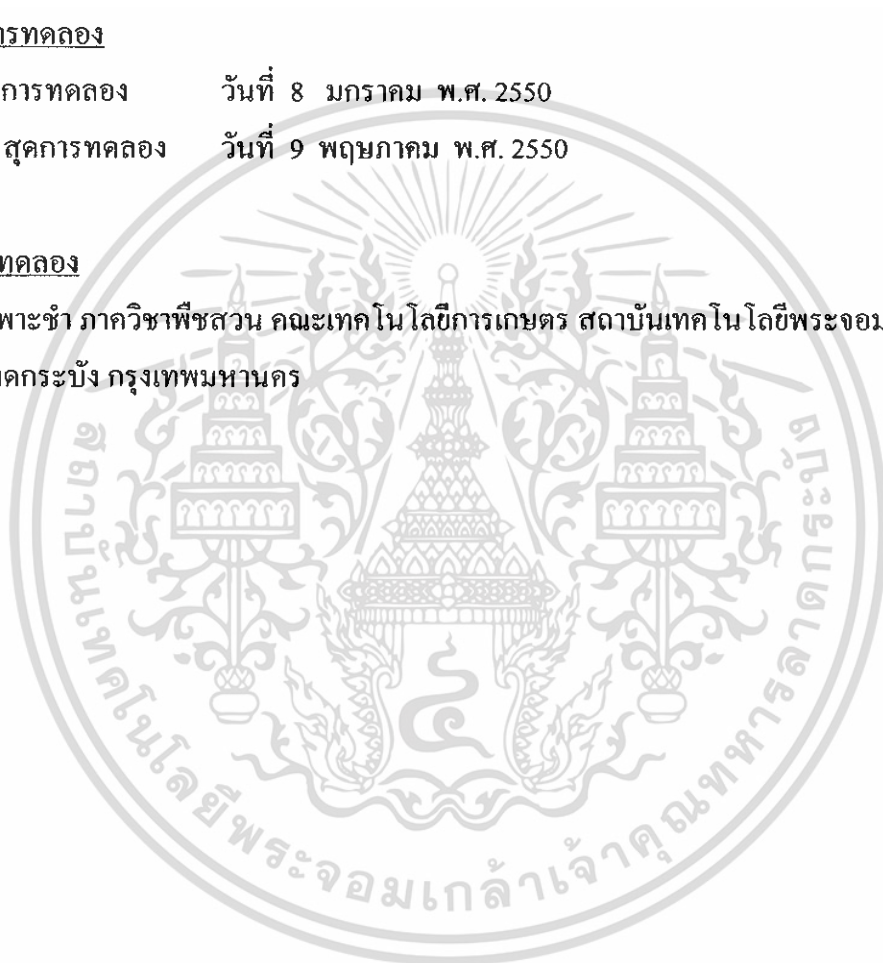 ารทดลอง
การทดลอง วันที่ 8 มกราคม พ.ศ. 2550
สุดการทดลอง วันที่ 9 พฤษภาคม พ.ศ. 2550
ทดลอง
พาะชำ ภาควิชาพืชสวน คณะเทคโนโลยีการเกษตร สถาบันเทคโนโลยีพระจอม
ดกระบัง กรุงเทพมหานคร
สถาบันเทคโนโลยีพระจอมเกล้าเจ้าคุณทหารลาดกระบัง